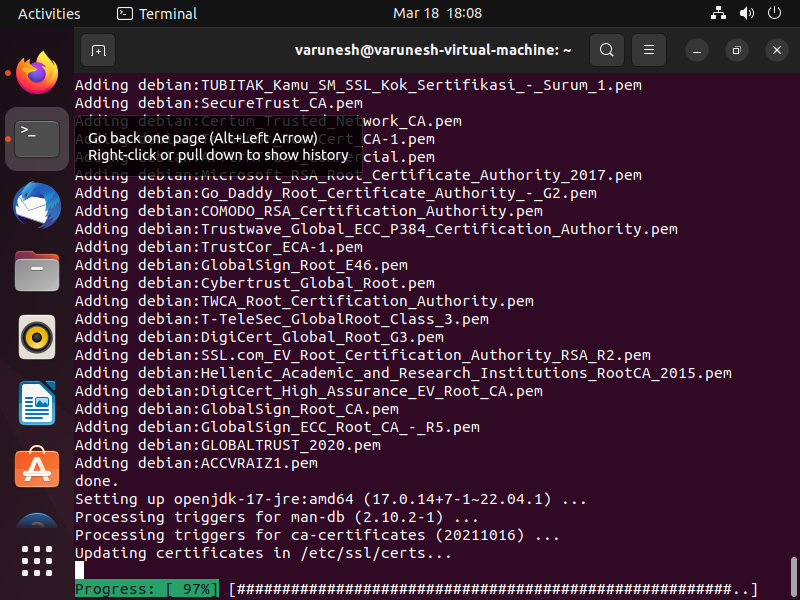 Activities
Terminal
Mar 18 18:08
varunesh@varunesh-virtual-machine: ~
Adding debian:TUBITAK_Kamu_SM_SSL_Kok_Sertifikasi_-_Surum_1.pem
Adding debian:SecureTrust_CA.pem
Adding debian:Certum_Trusted_Network_CA.pem
CA-1.pem
Go back one page (Alt+Left Arrow)
Right-click or pull down to show history
cial.pem
Adding debian:Microsoft_RSA_Root_Certificate_Authority_2017.pem
Adding debian:Go_Daddy_Root_Certificate_Authority_-_G2.pem
Adding debian:COMODO_RSA_Certification_Authority.pem
Adding debian:Trustwave_Global_ECC_P384_Certification_Authority.pem
Adding debian:TrustCor_ECA-1.pem
Adding debian:GlobalSign_Root_E46.pem
Adding debian:Cybertrust_Global_Root.pem
Adding debian:TWCA_Root_Certification_Authority.pem
Adding debian:T-TeleSec_GlobalRoot_Class_3.pem
Adding debian:DigiCert_Global_Root_G3.pem
Adding debian:SSL.com_EV_Root_Certification_Authority_RSA_R2.pem
Adding debian:Hellenic_Academic_and_Research_Institutions_RootCA_2015.pem
Adding debian:DigiCert_High_Assurance_EV_Root_CA.pem
Adding debian:GlobalSign_Root_CA.pem
Adding debian:GlobalSign_ECC_Root_CA_-_R5.pem
Adding debian:GLOBALTRUST_2020.pem
Adding debian:ACCVRAIZ1.pem
done.
Setting up openjdk-17-jre:amd64 (17.0.14+7-1~22.04.1) ...
Processing triggers for man-db (2.10.2-1) ...
Processing triggers for ca-certificates (20211016) ...
Updating certificates in /etc/ssl/certs...
Progress: [ 97%] [#######################################################..]